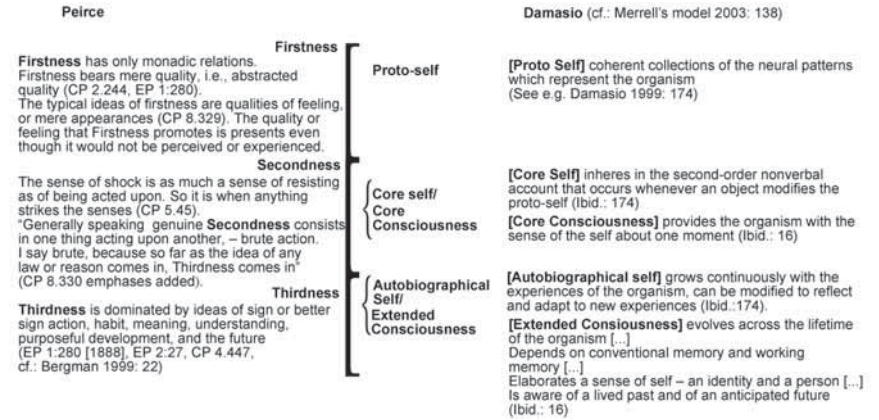 Peirce
Damasio (cf.: Merrell's model 2003: 138)
Firstness
Firstness has only monadic relations.
Firstness bears mere quality, i.e., abstracted
quality (CP 2.244, EP 1:280).
The typical ideas of firstness are qualities of feeling,
or mere appearances (CP 8.329). The quality or
feeling that Firstness promotes is presents even
though it would not be perceived or experienced.
Proto-self
[Proto Self] coherent collections of the neural patterns
which represent the organism
(See e.g. Damasio 1999: 174)
Secondness
The sense of shock is as much a sense of resisting
as of being acted upon. So it is when anything
strikes the senses (CP 5.45).
"Generally speaking genuine Secondness consists
in one thing acting upon another, – brute action.
I say brute, because so far as the idea of any
law or reason comes in, Thirdness comes in"
(CP 8.330 emphases added).
Core self/
Core
Consciousness
[Core Self] inheres in the second-order nonverbal
account that occurs whenever an object modifies the
proto-self (Ibid.: 174)
[Core Consciousness] provides the organism with the
sense of the self about one moment (Ibid.: 16)
Thirdness
Thirdness is dominated by ideas of sign or better
sign action, habit, meaning, understanding,
purposeful development, and the future
(EP 1:280 [1888], EP 2:27, CP 4.447,
cf.: Bergman 1999: 22)
Autobiographical
Self/
Extended
Consciousness
[Autobiographical self] grows continuously with the
experiences of the organism, can be modified to reflect
and adapt to new experiences (Ibid.:174).
[Extended Consiousness] evolves across the lifetime
of the organism [...]
Depends on conventional memory and working
memory [...]
Elaborates a sense of self – an identity and a person [...]
Is aware of a lived past and of an anticipated future
(Ibid.: 16)